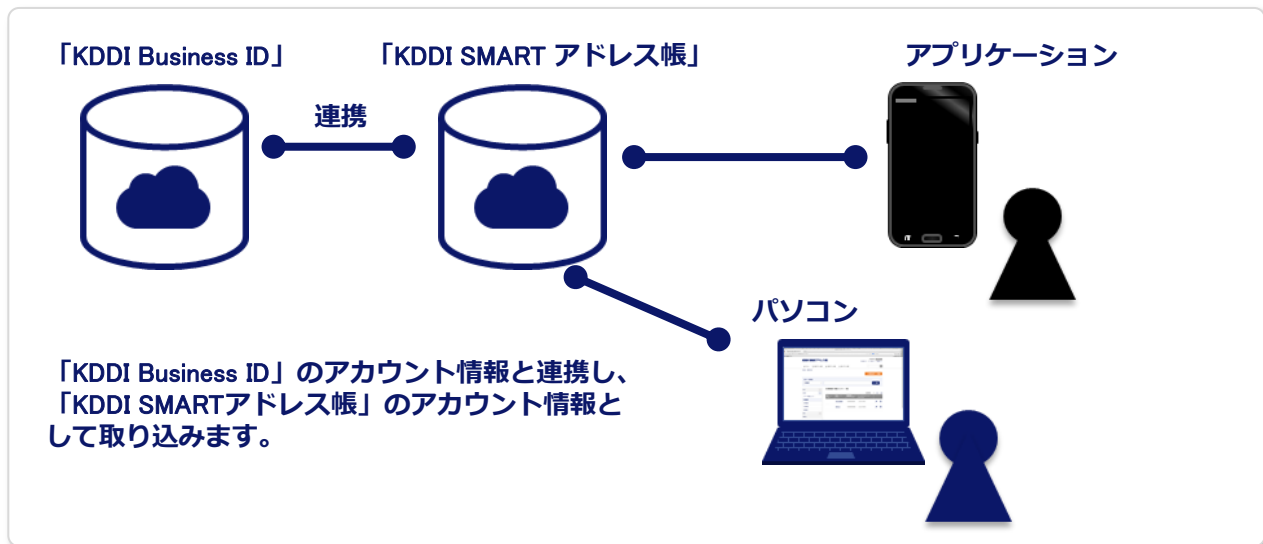 「KDDI Business ID」
「KDDI SMART アドレス帳」
アプリケーション
連携
パソコン
「KDDI Business ID」のアカウント情報と連携し、
「KDDI SMARTアドレス帳」のアカウント情報と
して取り込みます。